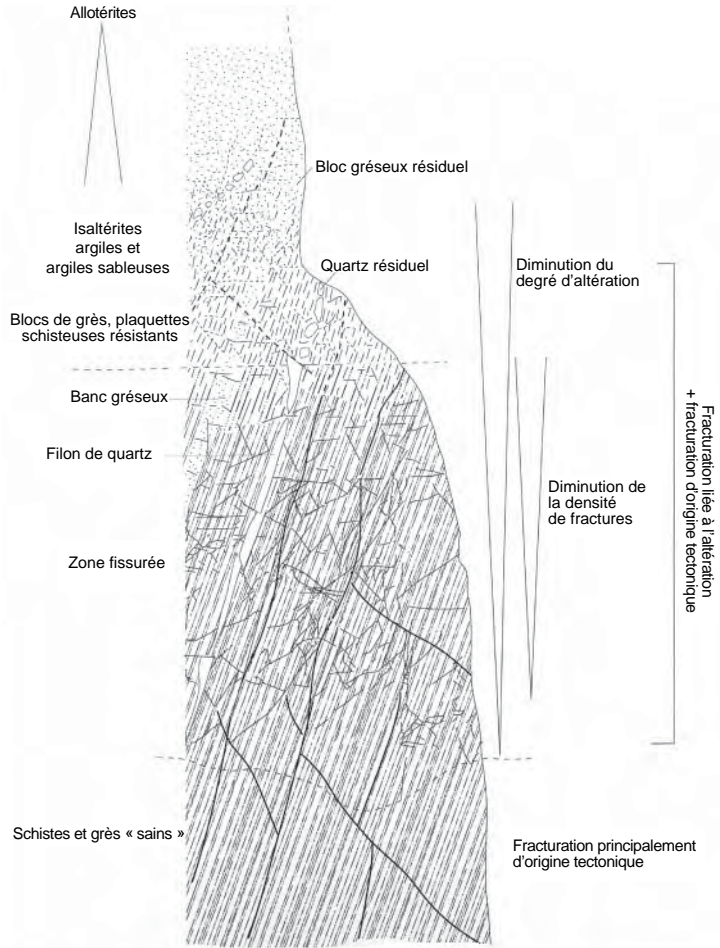 Allotérites
Bloc gréseux résiduel
Isaltérites
argiles et
argiles sableuses
Quartz résiduel
Diminution du
degré d'altération
Blocs de grès, plaquettes
schisteuses résistants
Banc gréseux
Filon de quartz
Diminution de
la densité
de fractures
Fracturation liée à l'altération
+ fracturation d'origine tectonique
Zone fissurée
Schistes et grès « sains »
Fracturation principalement
d'origine tectonique